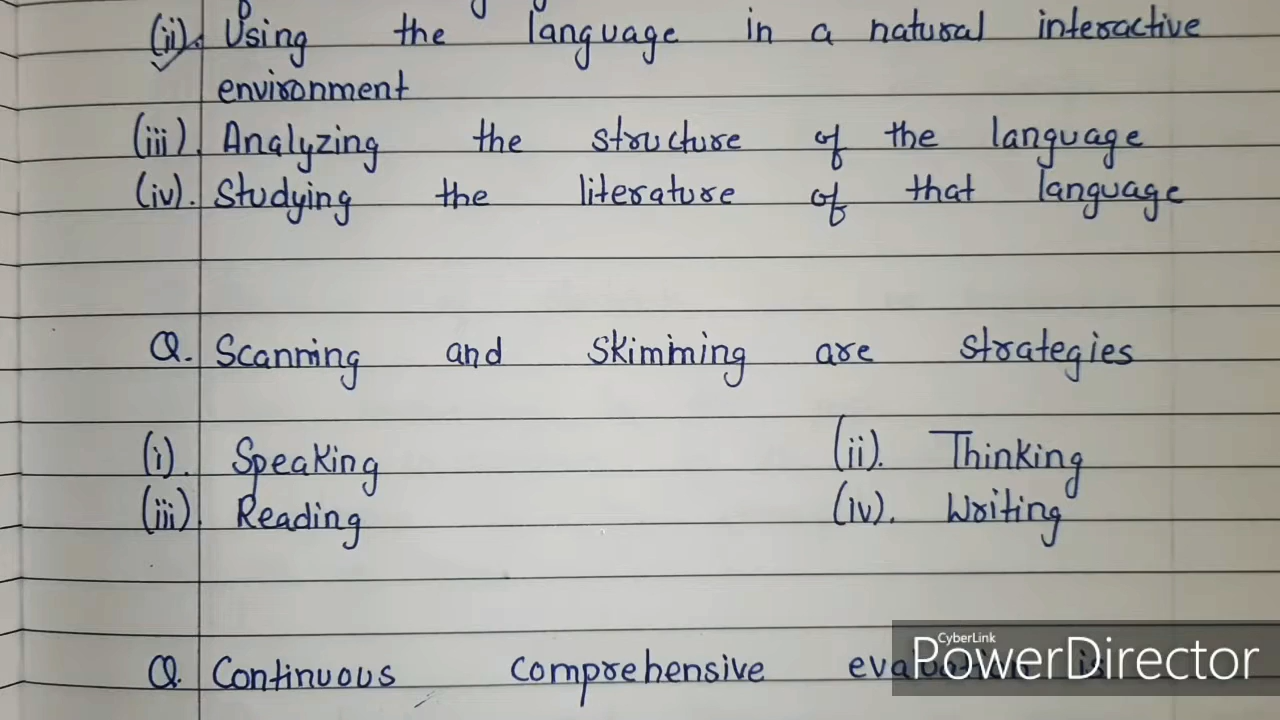 (ii). Using the language in a natural interactive
environment
(iii). Analyzing the structure of the language
(iv). Studying the literature of that language
Q. Scanning and Skimming are strategies
(i). Speaking (ii). Thinking
(iii). Reading (iv). Writing
Q. Continuous comprehensive evaluation is
CyberLink
PowerDirector